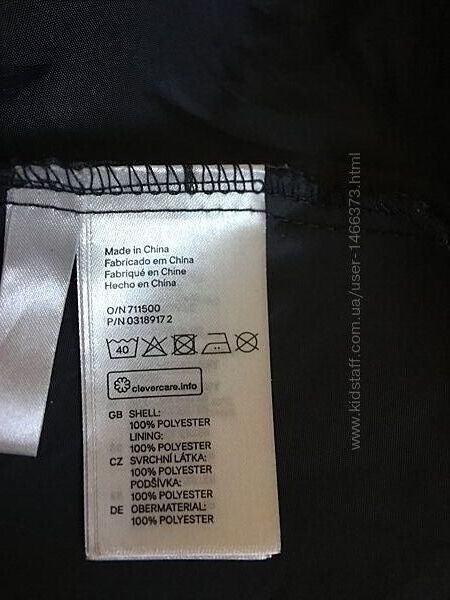 Made in China
Fabricado em China
Fabriqué en Chine
Hecho en China
O/N 711500
P/N 0318917 2
40
clevercare.info
GB SHELL:
100% POLYESTER
LINING:
100% POLYESTER
CZ SVRCHNÍ LÁTKA:
100% POLYESTER
PODŠÍVKA:
100% POLYESTER
DE OBERMATERIAL:
100% POLYESTER
www.kidstaff.com.ua/user-1466373.html